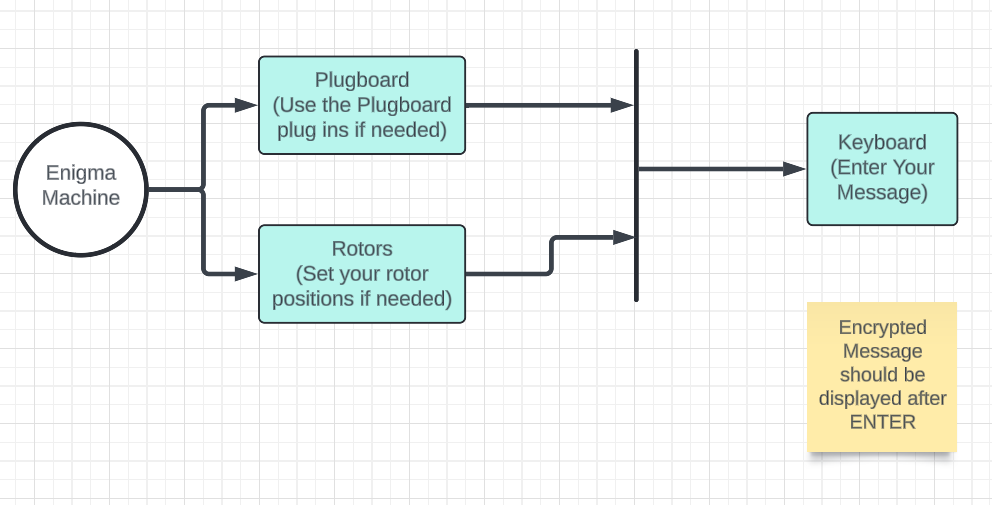 Enigma
Machine
Plugboard
(Use the Plugboard
plug ins if needed)
Rotors
(Set your rotor
positions if needed)
Keyboard
(Enter Your
Message)
Encrypted
Message
should be
displayed after
ENTER